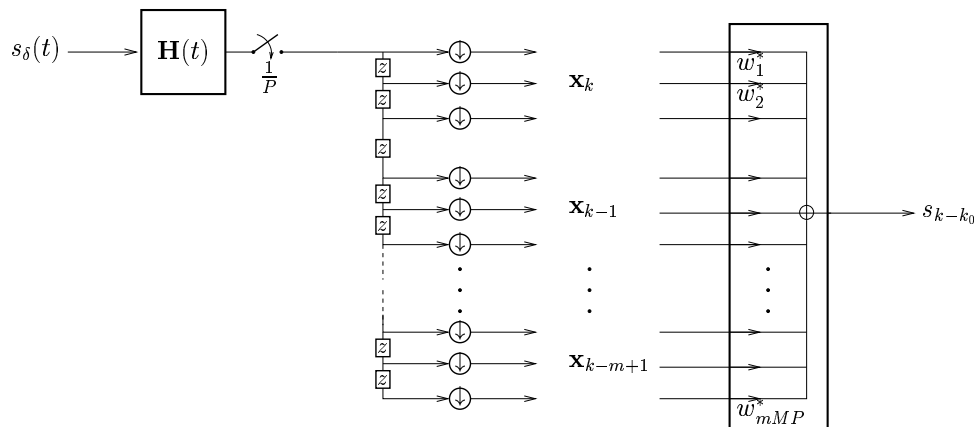 s_δ(t)
H(t)
1/P
z
z
z
z
z
z
z
x_k
x_{k-1}
x_{k-m+1}
w_1^*
w_2^*
w_{mMP}^*
s_{k-k_0}